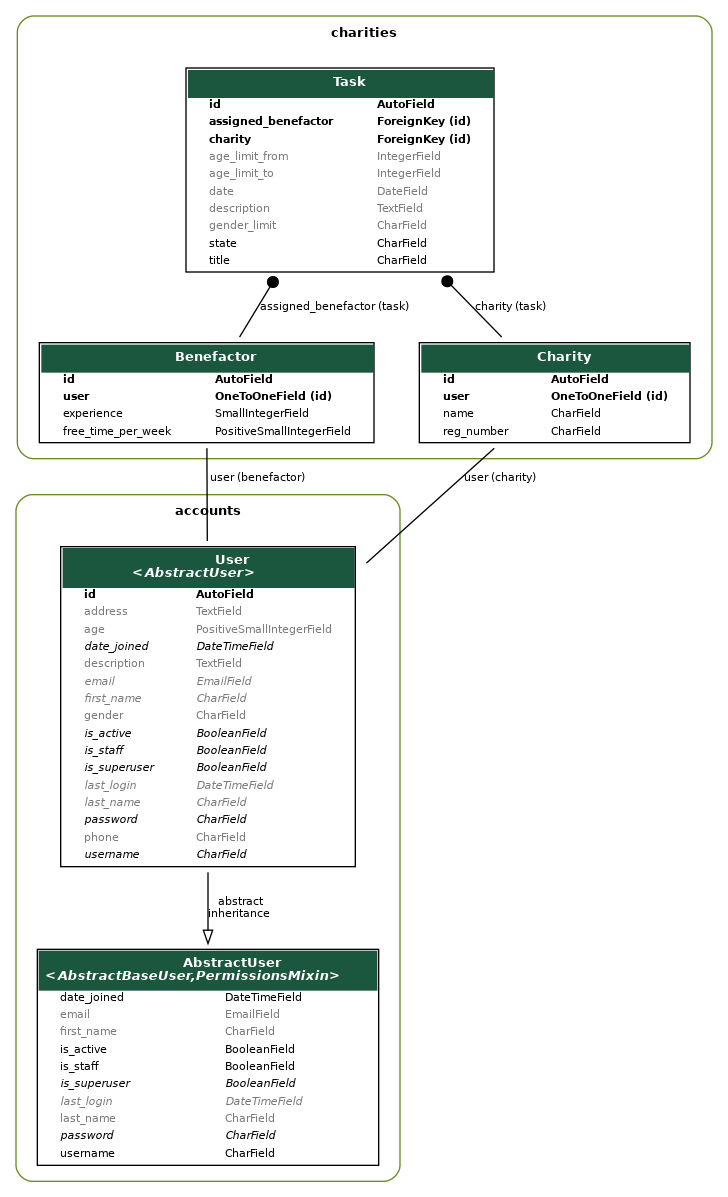 charities
Task
id AutoField
assigned_benefactor ForeignKey (id)
charity ForeignKey (id)
age_limit_from IntegerField
age_limit_to IntegerField
date DateField
description TextField
gender_limit CharField
state CharField
title CharField
assigned_benefactor (task)
charity (task)
Benefactor
id AutoField
user OneToOneField (id)
experience SmallIntegerField
free_time_per_week PositiveSmallIntegerField
Charity
id AutoField
user OneToOneField (id)
name CharField
reg_number CharField
user (benefactor)
user (charity)
accounts
User
<AbstractUser>
id AutoField
address TextField
age PositiveSmallIntegerField
date_joined DateTimeField
description TextField
email EmailField
first_name CharField
gender CharField
is_active BooleanField
is_staff BooleanField
is_superuser BooleanField
last_login DateTimeField
last_name CharField
password CharField
phone CharField
username CharField
abstract
inheritance
AbstractUser
<AbstractBaseUser,PermissionsMixin>
date_joined DateTimeField
email EmailField
first_name CharField
is_active BooleanField
is_staff BooleanField
is_superuser BooleanField
last_login DateTimeField
last_name CharField
password CharField
username CharField